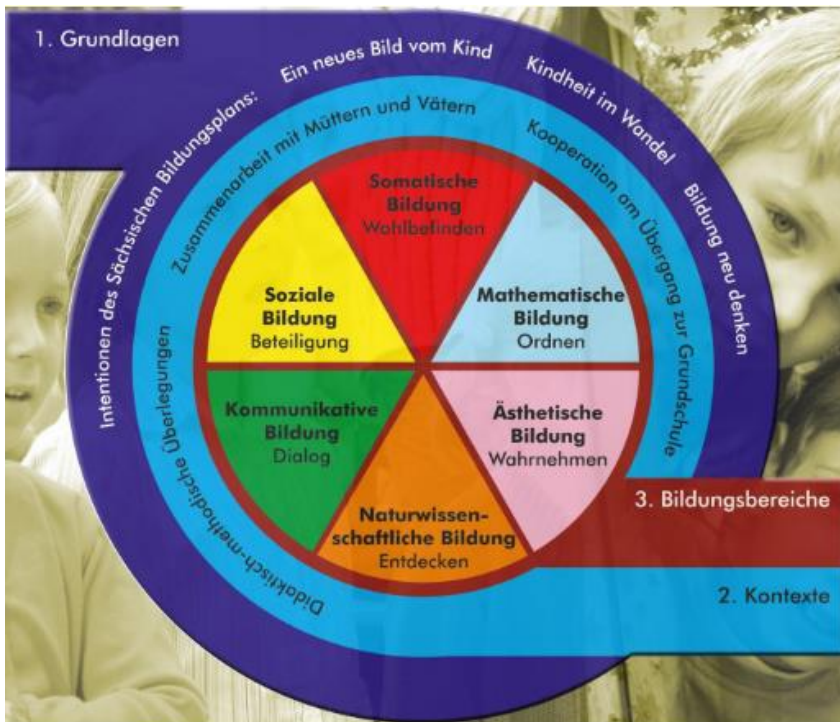 1. Grundlagen
Intentionen des Sächsischen Bildungsplans:
Ein neues Bild vom Kind
Kindheit im Wandel
Bildung neu denken
Didaktisch-methodische Überlegungen
Zusammenarbeit mit Müttern und Vätern
Kooperation am Übergang zur Grundschule
Somatische
Bildung
Wohlbefinden
Mathematische
Bildung
Ordnen
Ästhetische
Bildung
Wahrnehmen
Naturwissen-
schaftliche Bildung
Entdecken
Kommunikative
Bildung
Dialog
Soziale
Bildung
Beteiligung
3. Bildungsbereiche
2. Kontexte